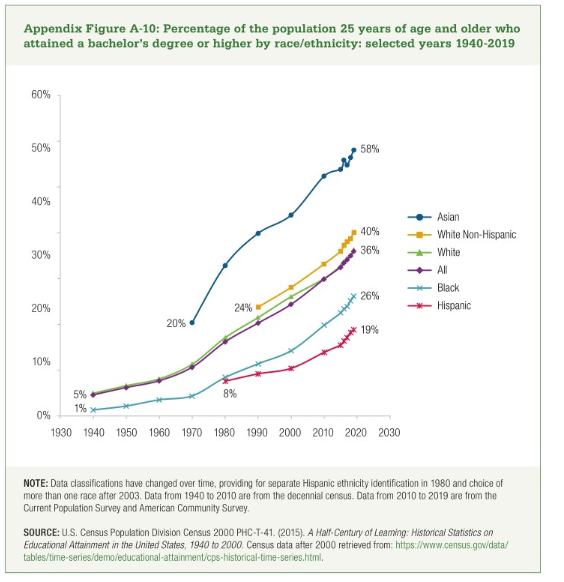 Appendix Figure A-10: Percentage of the population 25 years of age and older who
attained a bachelor's degree or higher by race/ethnicity: selected years 1940-2019
60%
50%
40%
30%
20%
10%
0%
58%
40%
36%
26%
19%
20%
24%
8%
5%
1%
Asian
White Non-Hispanic
White
All
Black
Hispanic
1930 1940 1950 1960 1970 1980 1990 2000 2010 2020 2030
NOTE: Data classifications have changed over time, providing for separate Hispanic ethnicity identification in 1980 and choice of
more than one race after 2003. Data from 1940 to 2010 are from the decennial census. Data from 2010 to 2019 are from the
Current Population Survey and American Community Survey.
SOURCE: U.S. Census Population Division Census 2000 PHC-T-41. (2015). A Half-Century of Learning: Historical Statistics on
Educational Attainment in the United States, 1940 to 2000. Census data after 2000 retrieved from: https://www.census.gov/data/
tables/time-series/demo/educational-attainment/cps-historical-time-series.html.